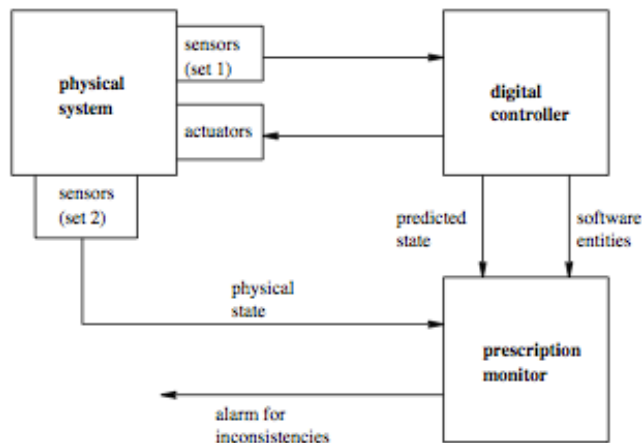 sensors
(set 1)
physical
system
digital
controller
actuators
sensors
(set 2)
predicted
state
software
entities
physical
state
prescription
monitor
alarm for
inconsistencies